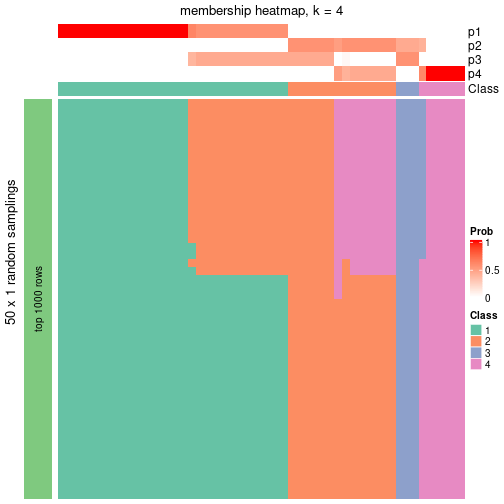 membership heatmap, k = 4
p1
p2
p3
p4
Class
50 x 1 random samplings
top 1000 rows
Prob
1
0.5
0
Class
1
2
3
4